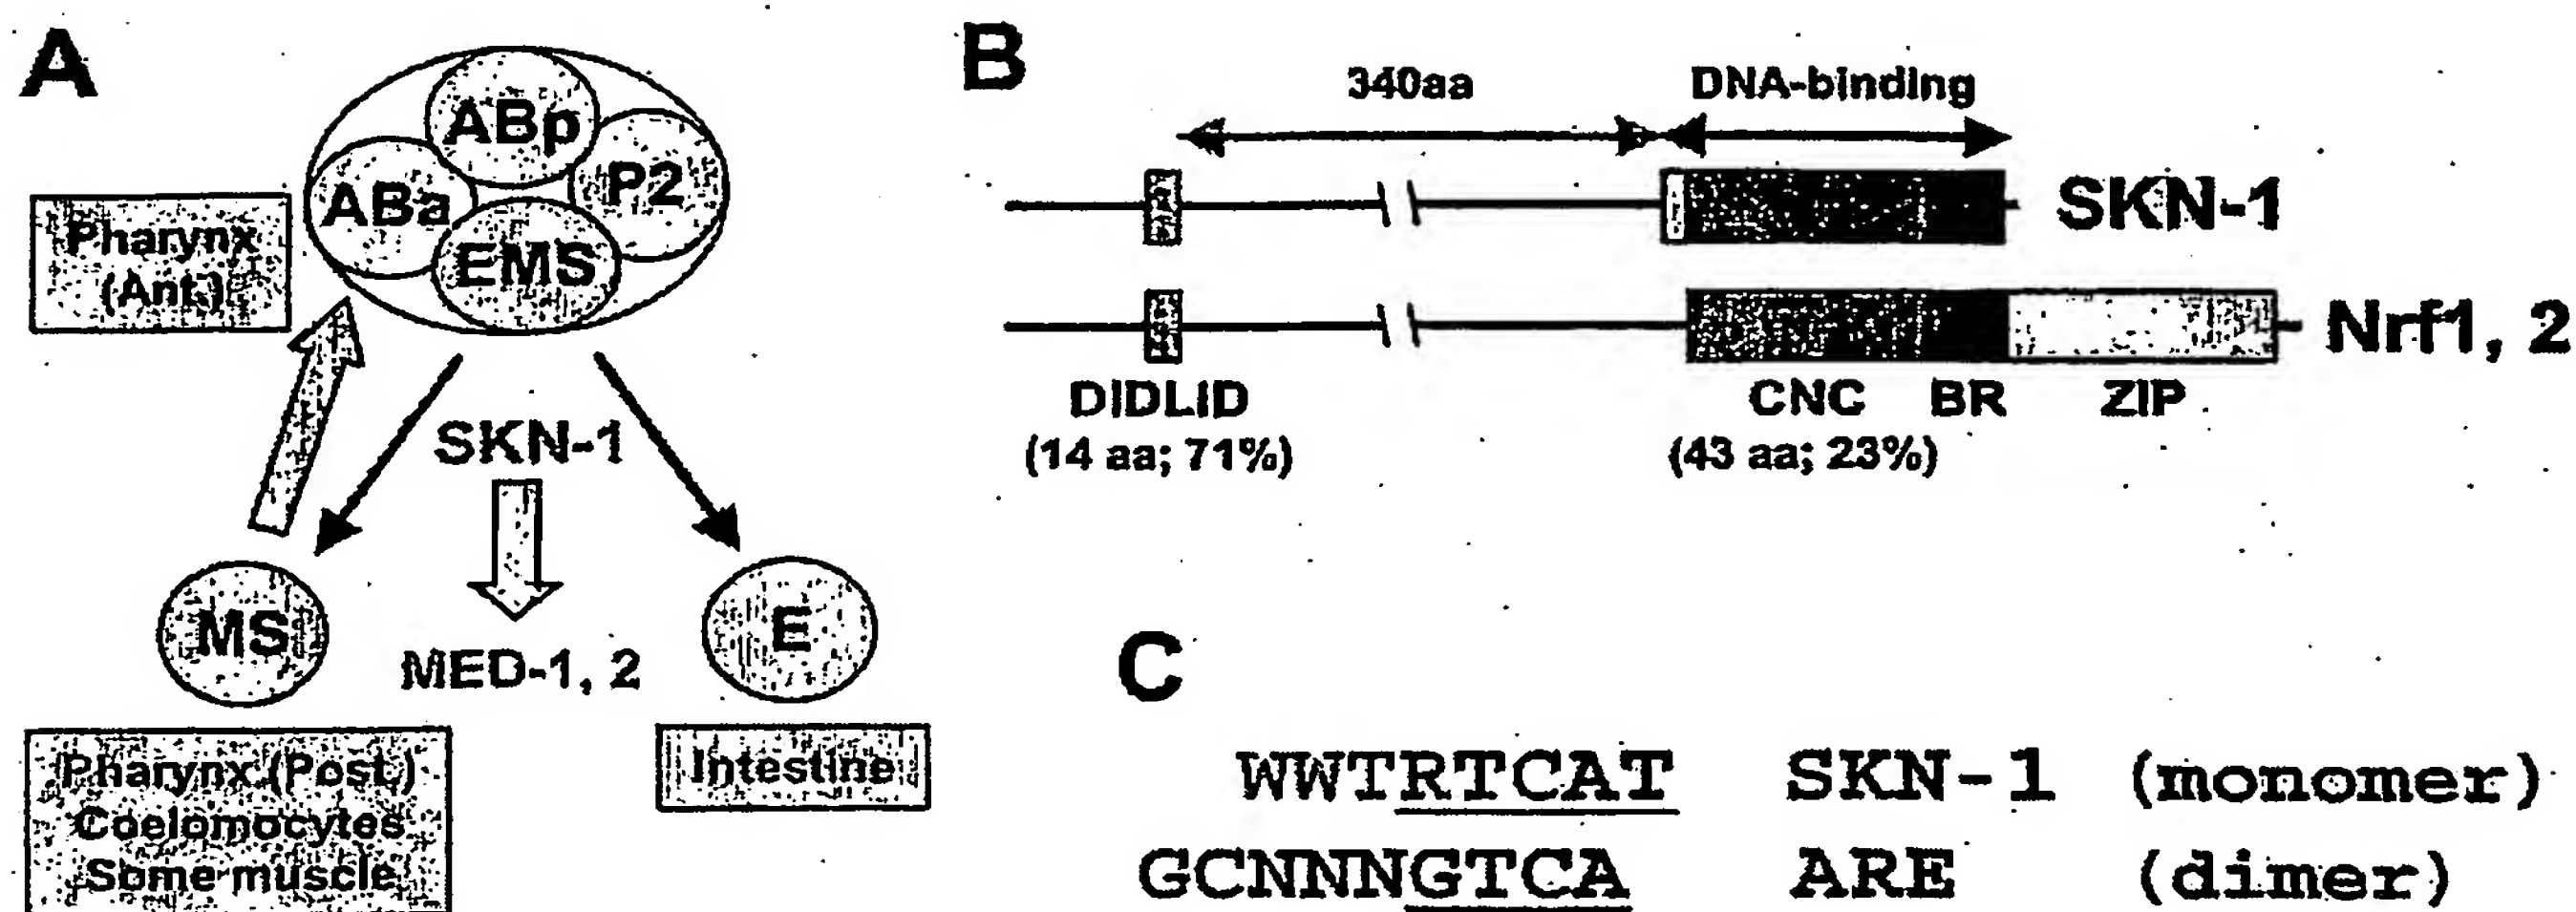 A
ABp
ABa
P2
EMS
Pharynx
(Ant.)
SKN-1
MS
MED-1, 2
E
Pharynx (Post.)
Coelomocytes
Some muscle
Intestine
B
340aa
DNA-binding
SKN-1
Nrf1, 2
DIDLID
CNC
BR
ZIP
(14 aa; 71%)
(43 aa; 23%)
C
WWTRTCAT SKN-1 (monomer)
GCNNNGTCA ARE (dimer)